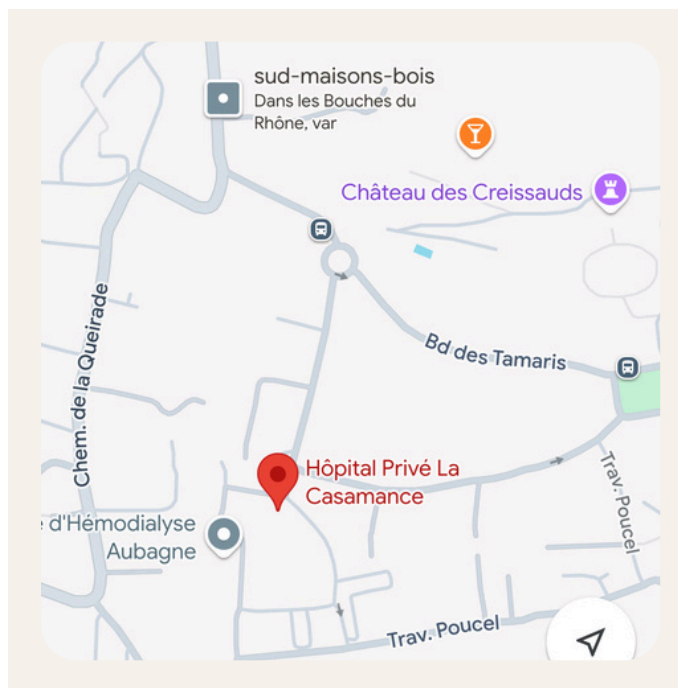 sud-maisons-bois
Dans les Bouches du
Rhône, var
Château des Creissauds
Chem. de la Queirade
Bd des Tamaris
Hôpital Privé La
Casamance
d'Hémodialyse
Aubagne
Trav. Poucel
Trav. Poucel